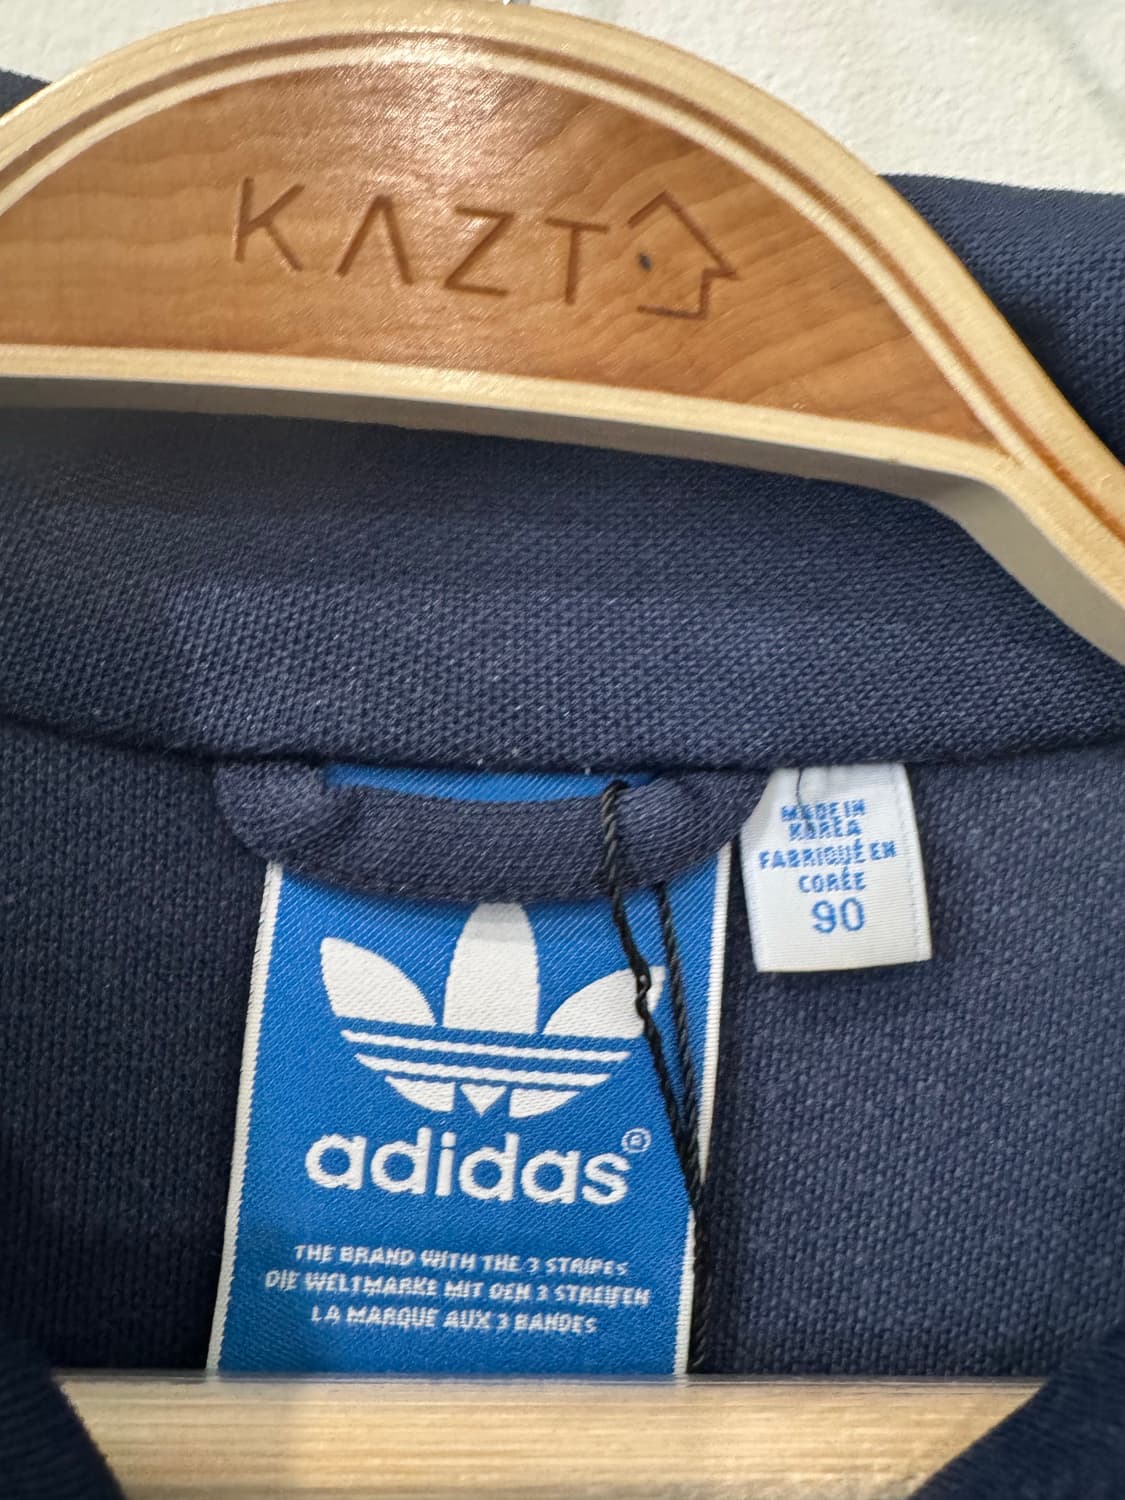 KAZT
MADE IN
KOREA
FABRIQUÉ EN
CORÉE
90
adidas®
THE BRAND WITH THE 3 STRIPES
DIE WELTMARKE MIT DEN 3 STREIFEN
LA MARQUE AUX 3 BANDES